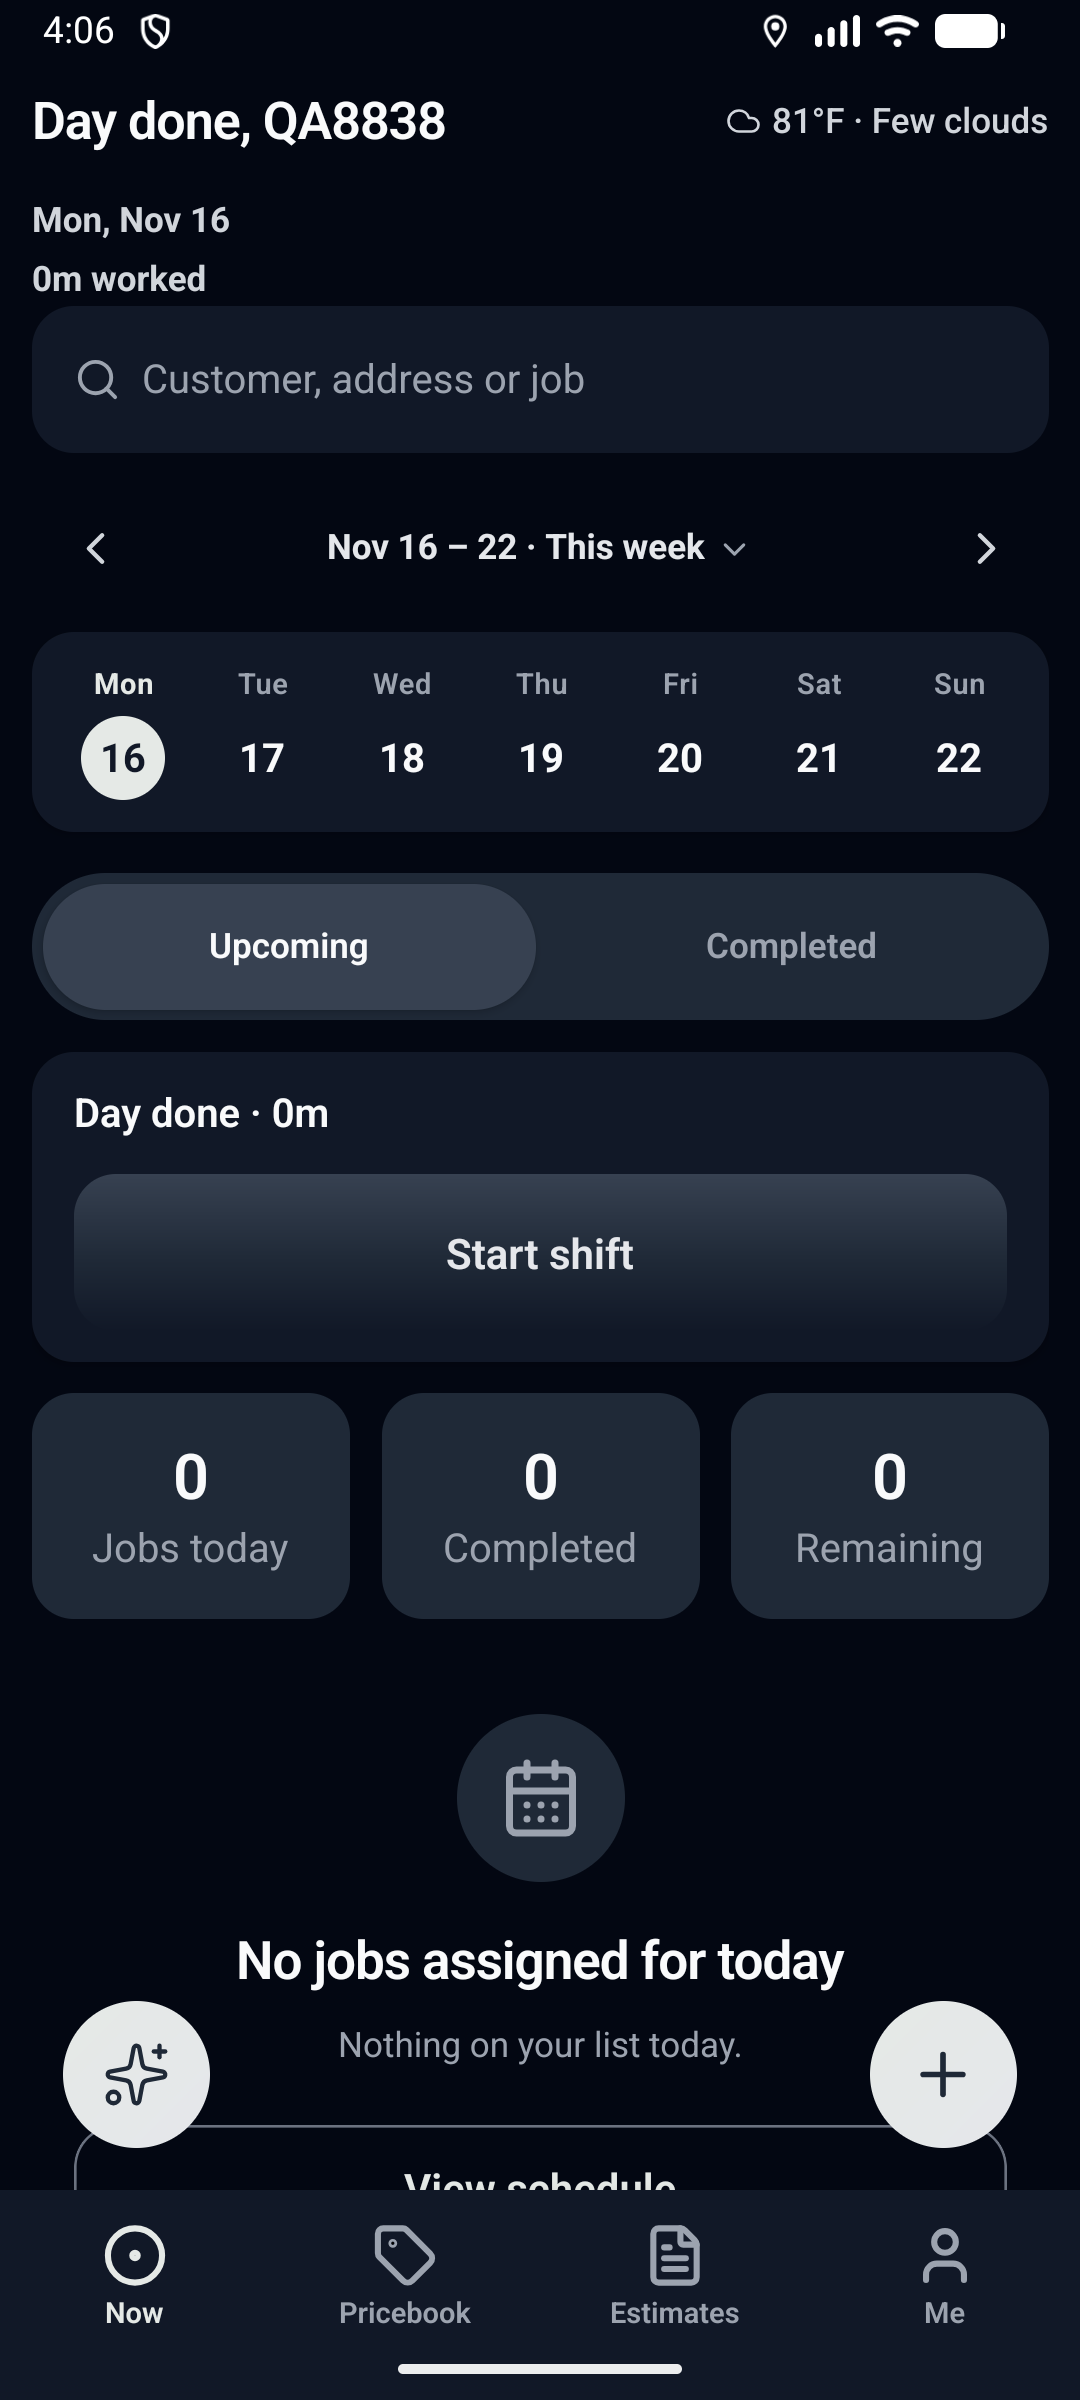 4:06
Day done, QA8838
81°F · Few clouds
Mon, Nov 16
0m worked
Customer, address or job
Nov 16 – 22 · This week
Mon Tue Wed Thu Fri Sat Sun
16 17 18 19 20 21 22
Upcoming Completed
Day done · 0m
Start shift
0 0 0
Jobs today Completed Remaining
No jobs assigned for today
Nothing on your list today.
View schedule
Now Pricebook Estimates Me